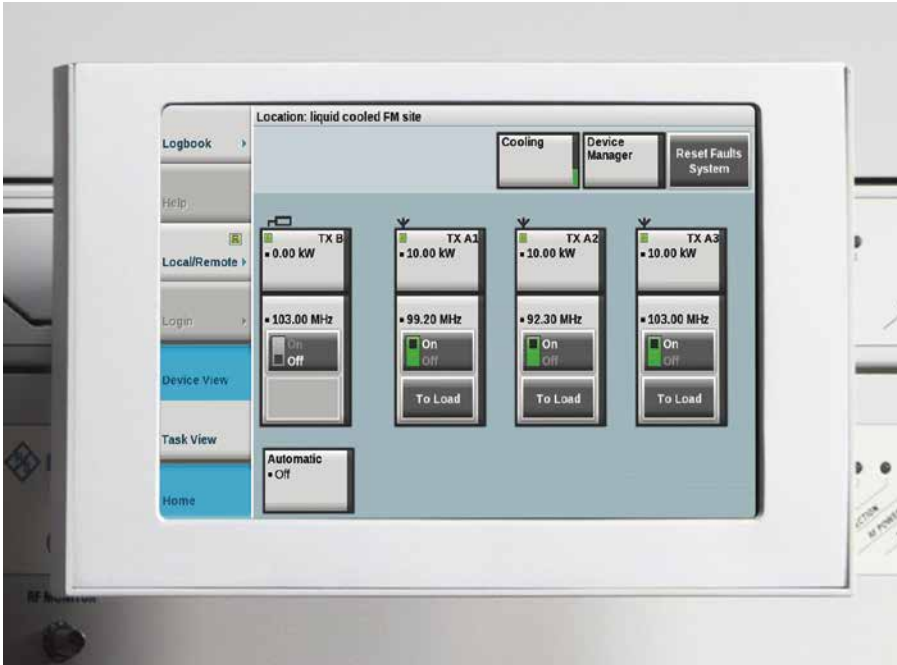 Location: liquid cooled FM site
Logbook
Cooling
Device
Manager
Reset Faults
System
Help
R
Local/Remote
Login
Device View
Task View
Home
TX B
0.00 kW
103.00 MHz
On
Off
TX A1
10.00 kW
99.20 MHz
On
Off
To Load
TX A2
10.00 kW
92.30 MHz
On
Off
To Load
TX A3
10.00 kW
103.00 MHz
On
Off
To Load
Automatic
Off
RF